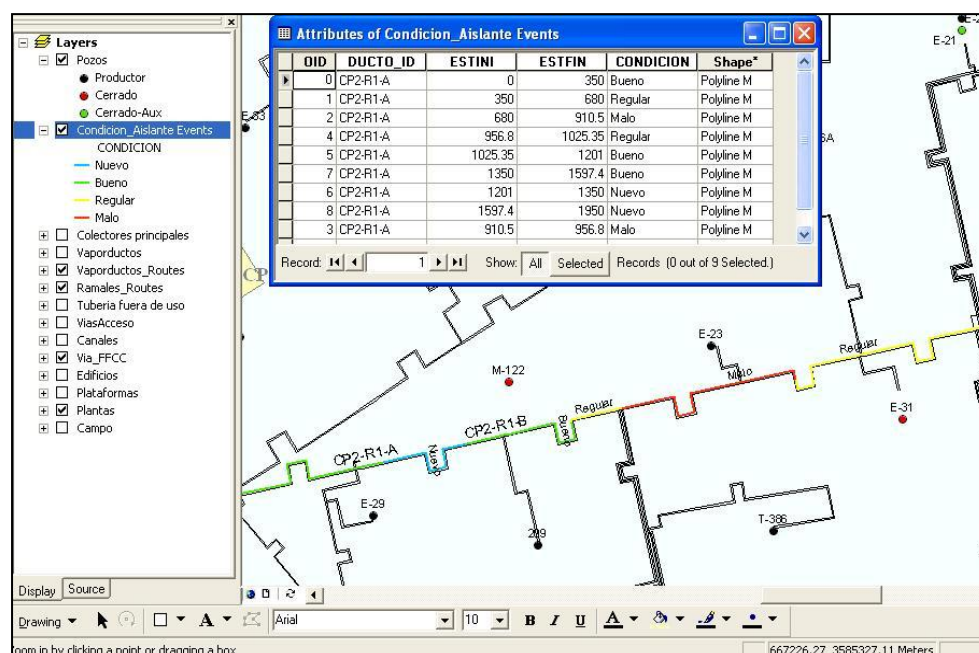 Layers
Pozos
Productor
Cerrado
Cerrado-Aux
Condicion_Aislante Events
CONDICION
Nuevo
Bueno
Regular
Malo
Colectores principales
Vaporductos
Vaporductos_Routes
Ramales_Routes
Tuberia fuera de uso
ViasAcceso
Canales
Via_FFCC
Edificios
Plataformas
Plantas
Campo
Display Source
Attributes of Condicion_Aislante Events
OID DUCTO_ID ESTINI ESTFIN CONDICION Shape*
0 CP2-R1-A 0 350 Bueno Polyline M
1 CP2-R1-A 350 680 Regular Polyline M
2 CP2-R1-A 680 910.5 Malo Polyline M
4 CP2-R1-A 956.8 1025.35 Regular Polyline M
5 CP2-R1-A 1025.35 1201 Bueno Polyline M
7 CP2-R1-A 1350 1597.4 Bueno Polyline M
6 CP2-R1-A 1201 1350 Nuevo Polyline M
8 CP2-R1-A 1597.4 1950 Nuevo Polyline M
3 CP2-R1-A 910.5 956.8 Malo Polyline M
Record: 1 Show: All Selected Records (0 out of 9 Selected.)
E-21
CP
E-23
M-122
Regular
Malo
Regular
E-31
CP2-R1-B
Bueno
CP2-R1-A
Nuevo
E-29
T-386
Drawing A Arial 10 B I U A
oom in by clicking a point or dragging a box 667226.27 3585327.11 Meters